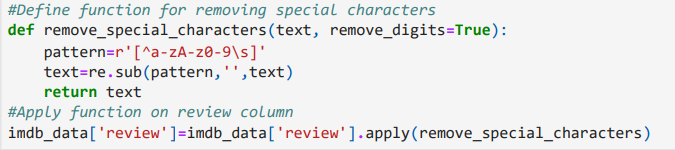 #Define function for removing special characters
def remove_special_characters(text, remove_digits=True):
    pattern=r'[^a-zA-z0-9\s]'
    text=re.sub(pattern,'',text)
    return text
#Apply function on review column
imdb_data['review']=imdb_data['review'].apply(remove_special_characters)